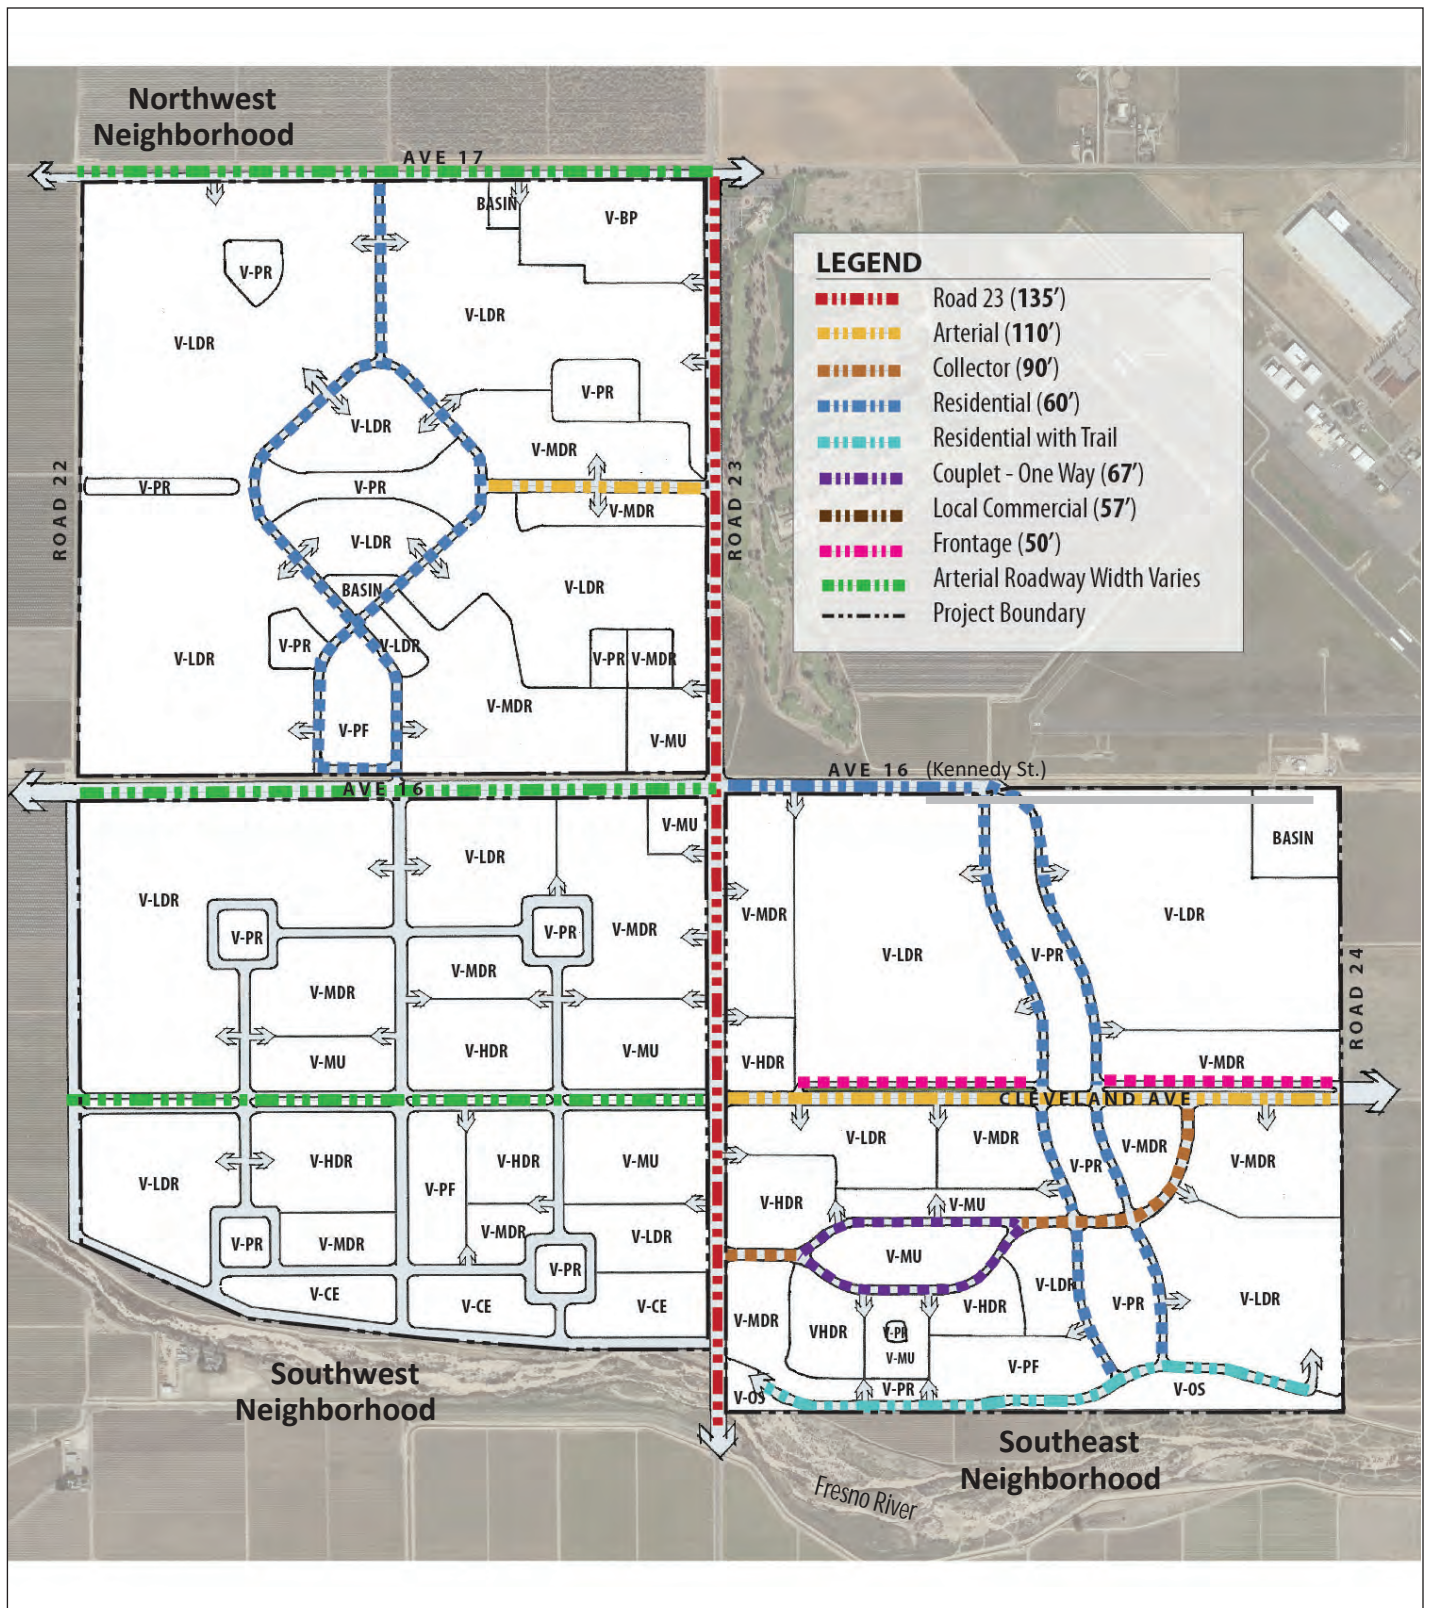 Northwest
Neighborhood
AVE 17
BASIN
V-BP
V-PR
V-LDR
V-LDR
LEGEND
Road 23 (135')
Arterial (110')
Collector (90')
Residential (60')
Residential with Trail
Couplet - One Way (67')
Local Commercial (57')
Frontage (50')
Arterial Roadway Width Varies
Project Boundary
V-PR
V-LDR
V-MDR
ROAD 22
V-PR
V-PR
ROAD 23
V-MDR
V-LDR
V-LDR
BASIN
V-PR
V-LDR
V-LDR
V-PR
V-MDR
V-MDR
V-PF
V-MU
AVE 16
AVE 16 (Kennedy St.)
V-MU
BASIN
V-LDR
V-LDR
V-PR
V-PR
V-MDR
V-MDR
V-LDR
V-LDR
V-PR
V-MDR
V-MDR
ROAD 24
V-MU
V-HDR
V-MU
V-HDR
V-MDR
CLEVELAND AVE
V-LDR
V-HDR
V-PF
V-HDR
V-MU
V-LDR
V-MDR
V-PR
V-MDR
V-MDR
V-HDR
V-MU
V-PR
V-MDR
V-MDR
V-LDR
V-PR
V-MU
V-CE
V-CE
V-CE
V-MDR
VHDR
V-PR
V-MU
V-HDR
V-LDR
V-PR
V-LDR
V-PF
V-OS
V-PR
V-OS
Southwest
Neighborhood
Southeast
Neighborhood
Fresno River